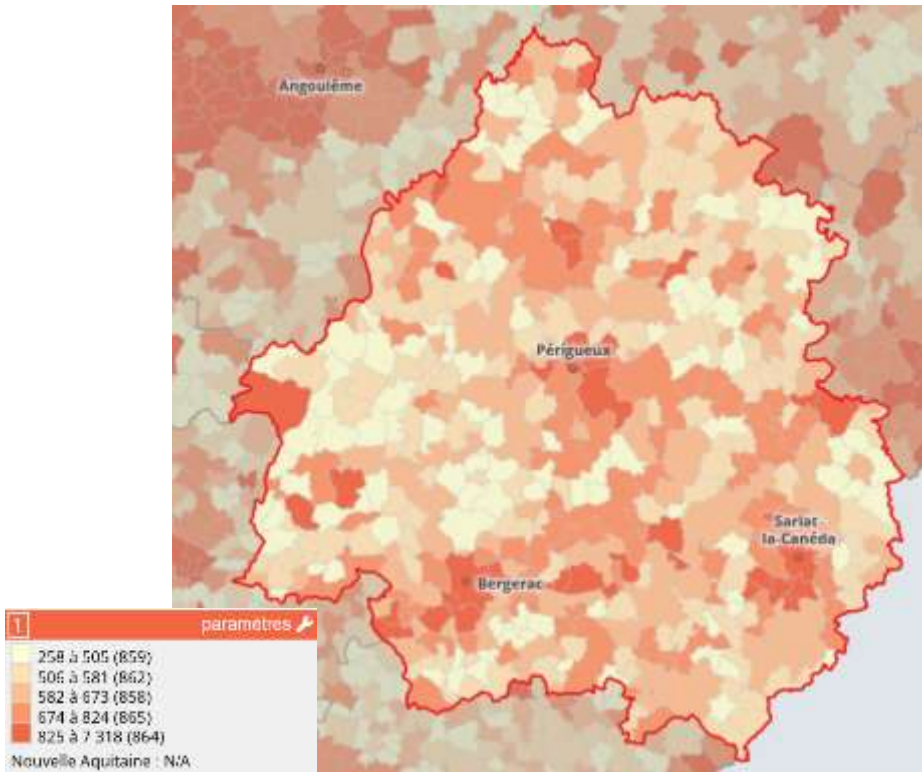 Angoulême
Périgueux
Sarlat-
la-Canéda
Bergerac
1
paramètres
258 à 505 (859)
506 à 581 (862)
582 à 673 (858)
674 à 824 (865)
825 à 7 318 (864)
Nouvelle Aquitaine : N/A